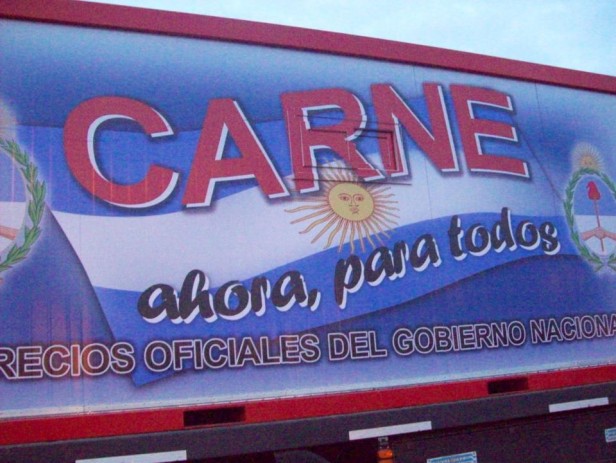 CARNE
ahora, para todos
RECIOS OFICIALES DEL GOBIERNO NACIONA